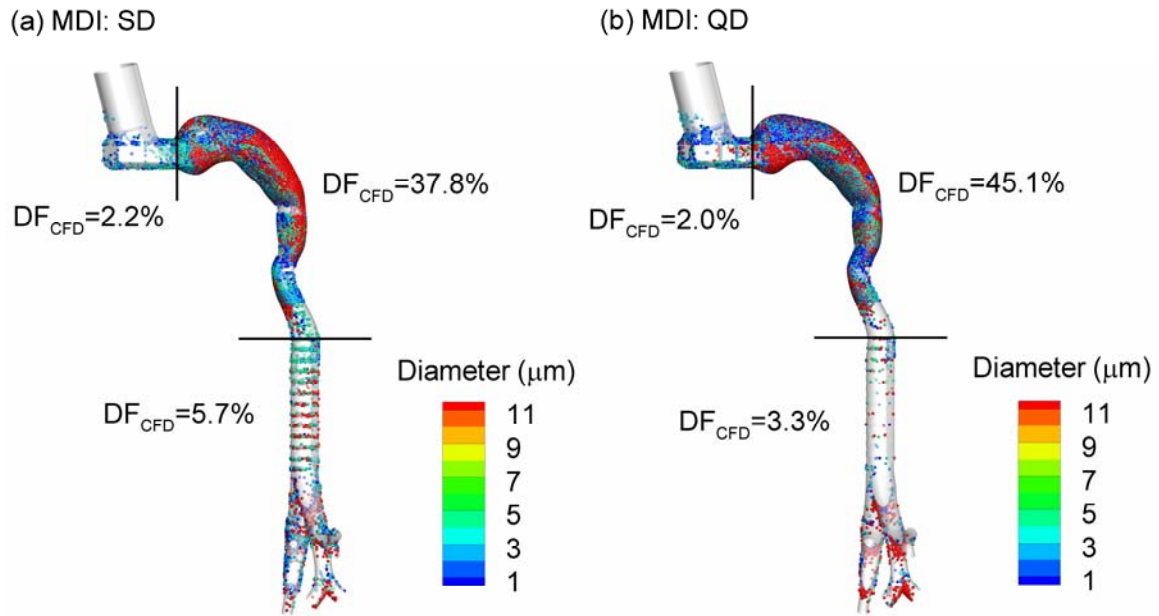 (a) MDI: SD
DFCFD=2.2%
DFCFD=37.8%
DFCFD=5.7%
Diameter (μm)
11
9
7
5
3
1
(b) MDI: QD
DFCFD=2.0%
DFCFD=45.1%
DFCFD=3.3%
Diameter (μm)
11
9
7
5
3
1